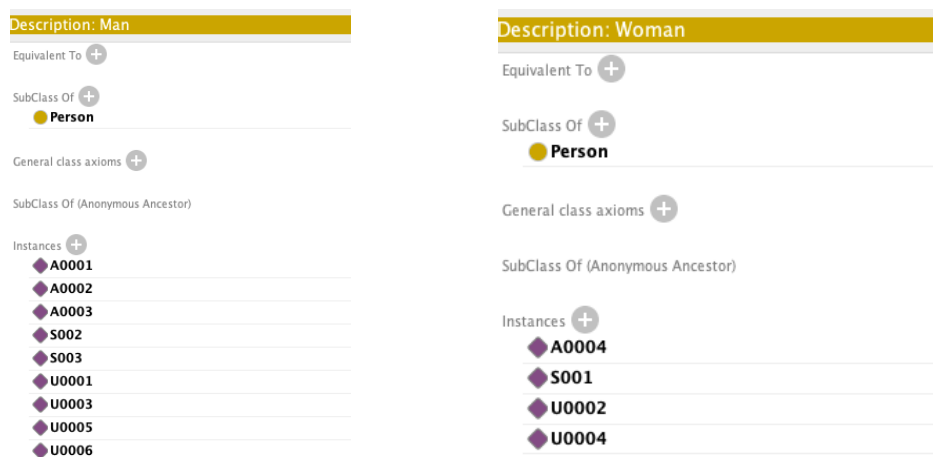 Description: Man
Equivalent To
SubClass Of
Person
General class axioms
SubClass Of (Anonymous Ancestor)
Instances
A0001
A0002
A0003
S002
S003
U0001
U0003
U0005
U0006
Description: Woman
Equivalent To
SubClass Of
Person
General class axioms
SubClass Of (Anonymous Ancestor)
Instances
A0004
S001
U0002
U0004